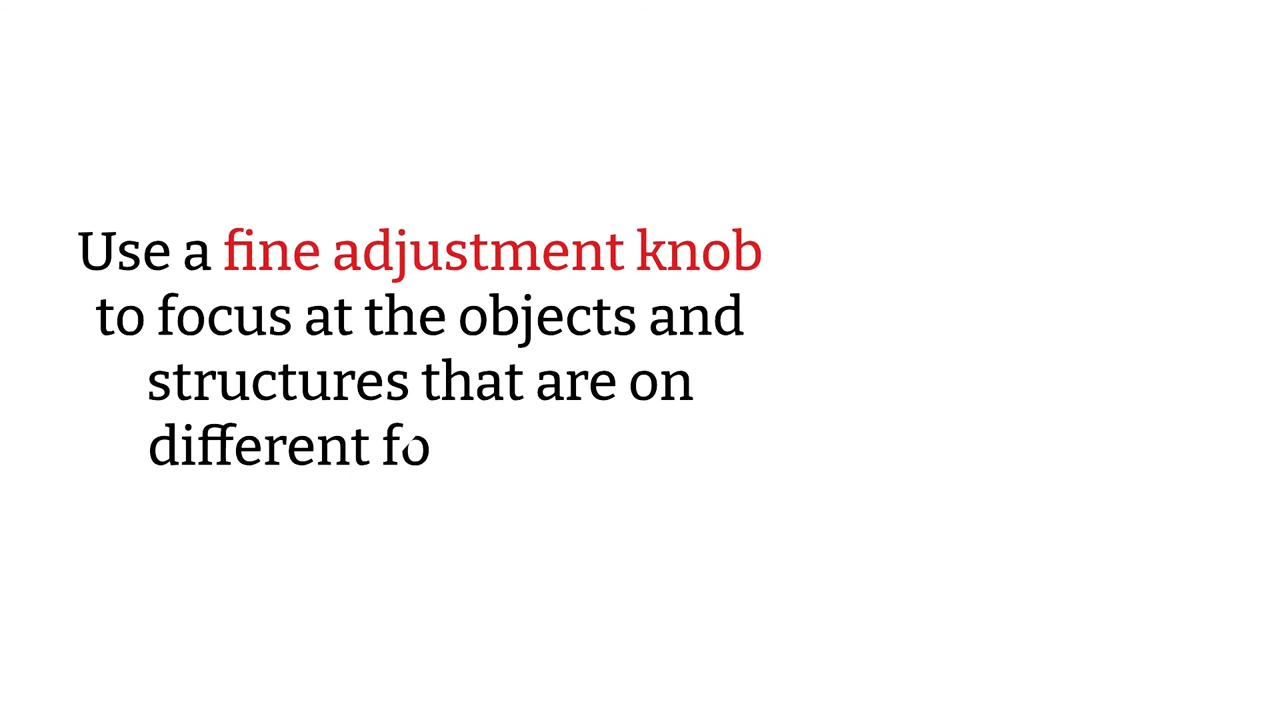 Use a fine adjustment knob
to focus at the objects and
structures that are on
different fo